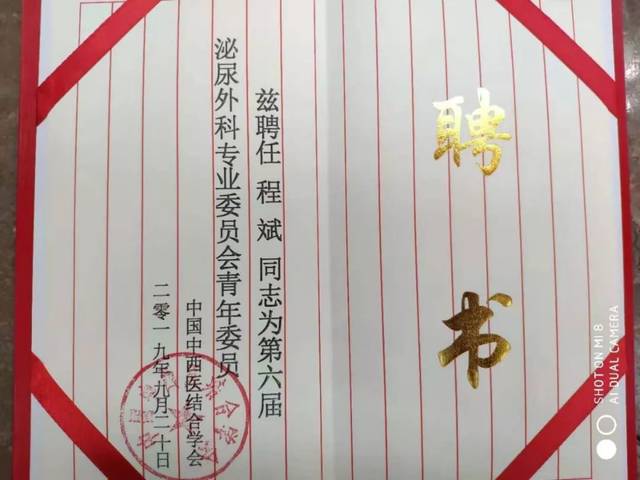 聘书
兹聘任 程 斌 同志为第六届
泌尿外科专业委员会青年委员
中国中西医结合学会
二零一九年九月二十日
SHOT ON MI 8
AI DUAL CAMERA